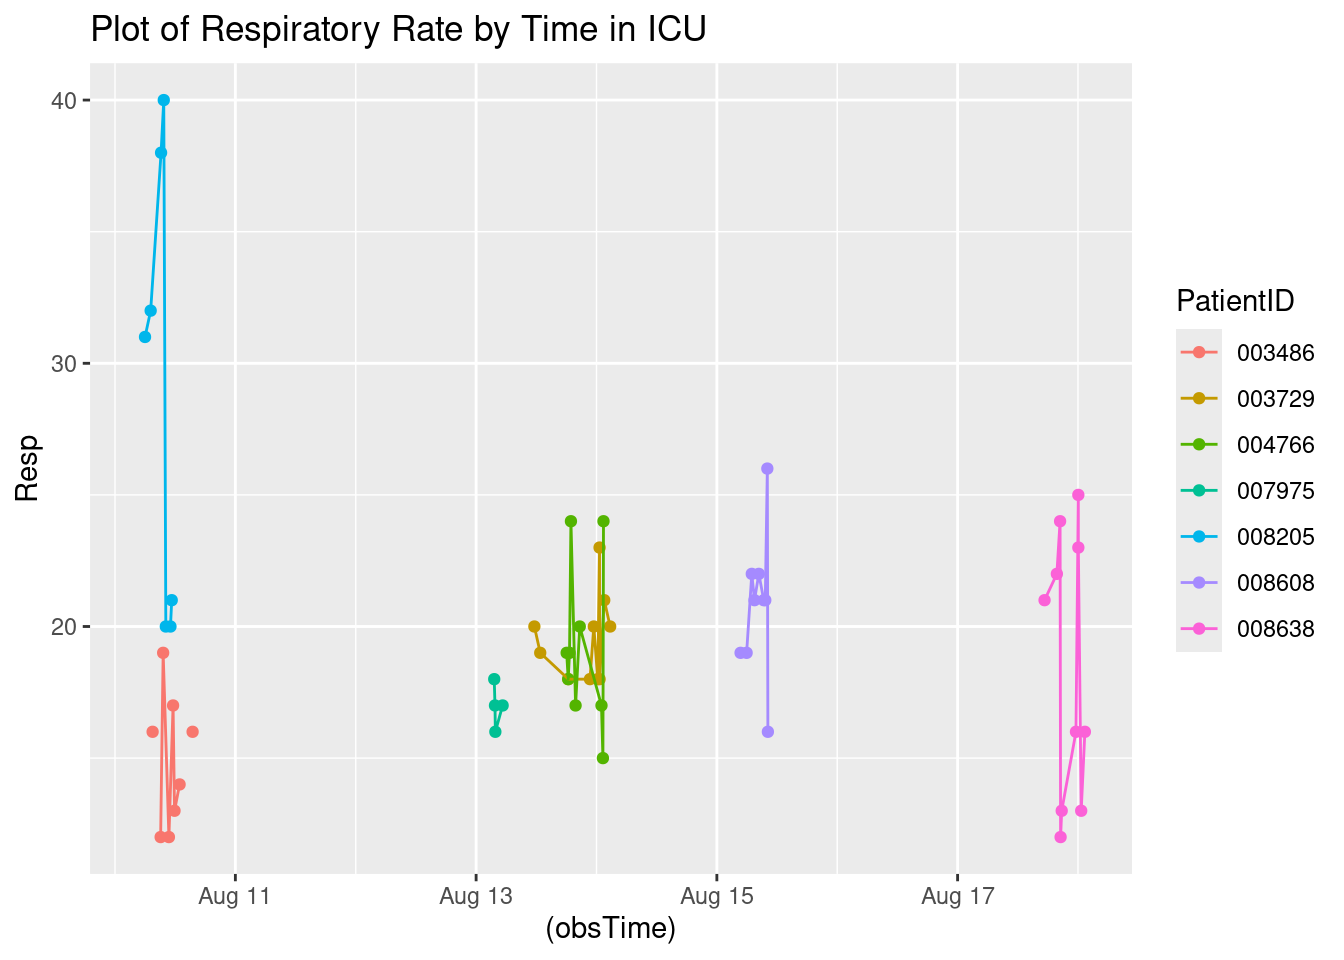 Plot of Respiratory Rate by Time in ICU
40
30
20
Resp
Aug 11 Aug 13 Aug 15 Aug 17
(obsTime)
PatientID
003486
003729
004766
007975
008205
008608
008638